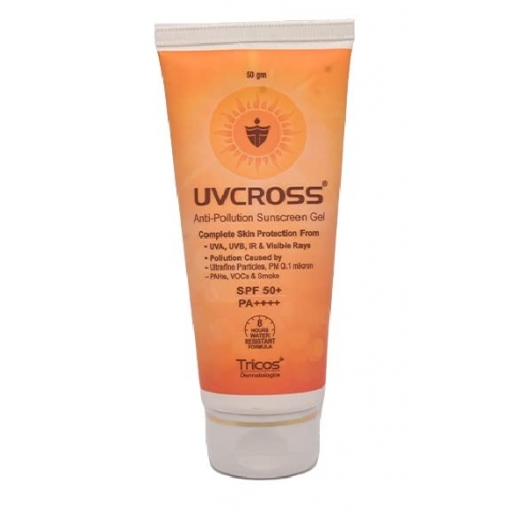 50 gm
UVCROSS®
Anti-Pollution Sunscreen Gel
Complete Skin Protection From
• UVA, UVB, IR & Visible Rays
• Pollution Caused by
– Ultrafine Particles, PM 0.1 micron
– PAHs, VOCs & Smoke
SPF 50+
PA++++
8
HOURS
WATER
RESISTANT
FORMULA
Tricos
Dermatologics